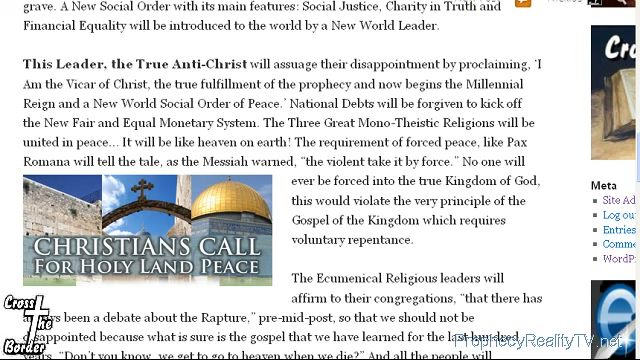 grave. A New Social Order with its main features: Social Justice, Charity in Truth and
Financial Equality will be introduced to the world by a New World Leader.
This Leader, the True Anti-Christ will assuage their disappointment by proclaiming, 'I
Am the Vicar of Christ, the true fulfillment of the prophecy and now begins the Millennial
Reign and a New World Social Order of Peace.' National Debts will be forgiven to kick off
the New Fair and Equal Monetary System. The Three Great Mono-Theistic Religions will be
united in peace... It will be like heaven on earth! The requirement of forced peace, like Pax
Romana will tell the tale, as the Messiah warned, "the violent take it by force." No one will
ever be forced into the true Kingdom of God,
this would violate the very principle of the
Gospel of the Kingdom which requires
voluntary repentance.
CHRISTIANS CALL
FOR HOLY LAND PEACE
The Ecumenical Religious leaders will
affirm to their congregations, "that there has
been a debate about the Rapture," pre-mid-post, so that we should not be
disappointed because what is sure is the gospel that we have learned for the last hundred
years. "Don't you know, we get to go to heaven when we die?" And all the people will
Cross
The
Border
Cro
Meta
Site Ad
Log ou
Entries
Comme
WordP
ProphecyRealityTV.net